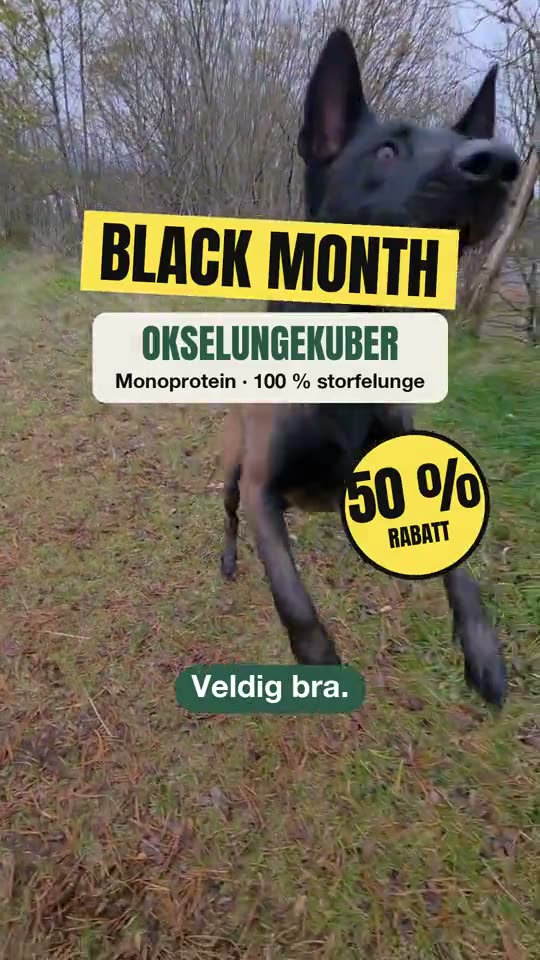 BLACK MONTH
OKSELUNGEKUBER
Monoprotein · 100 % storfelunge
50 %
RABATT
Veldig bra.